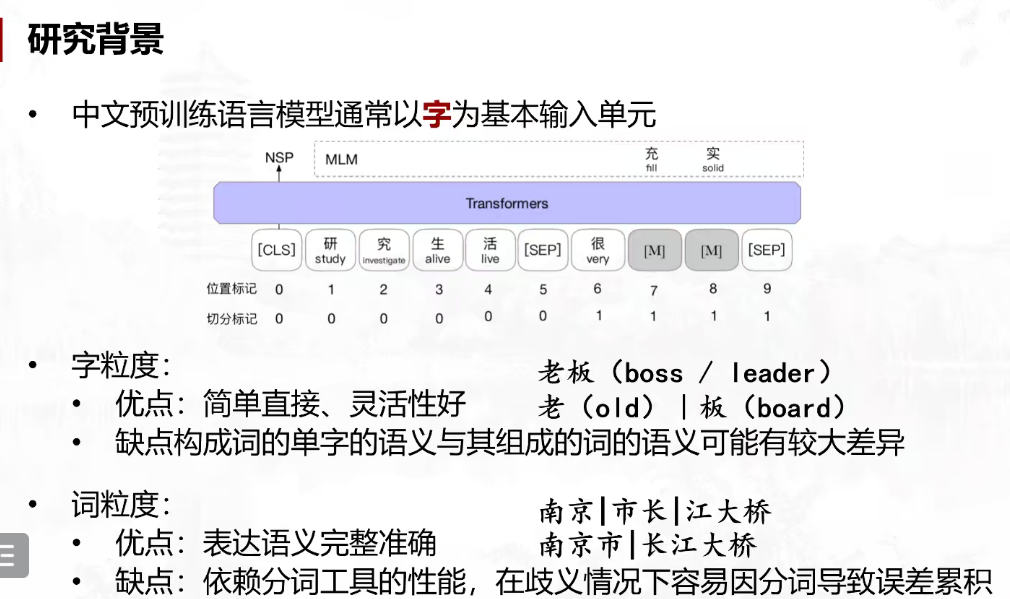 研究背景
• 中文预训练语言模型通常以字为基本输入单元
NSP MLM 充 实
fill solid
Transformers
[CLS] 研 究 生 活 [SEP] 很 [M] [M] [SEP]
study investigate alive live very
位置标记 0 1 2 3 4 5 6 7 8 9
切分标记 0 0 0 0 0 0 1 1 1 1
• 字粒度：
老板（boss / leader）
• 优点：简单直接、灵活性好
老（old）|板（board）
• 缺点构成词的单字的语义与其组成的词的语义可能有较大差异
• 词粒度：
南京|市长|江大桥
• 优点：表达语义完整准确
南京市|长江大桥
• 缺点：依赖分词工具的性能，在歧义情况下容易因分词导致误差累积